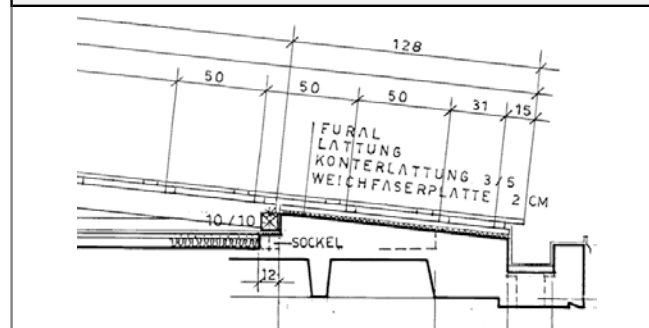 128
50
50
50
31
15
FURAL
LATTUNG
KONTERLATTUNG 3/5
WEICHFASERPLATTE 2 CM
10/10
SOCKEL
12